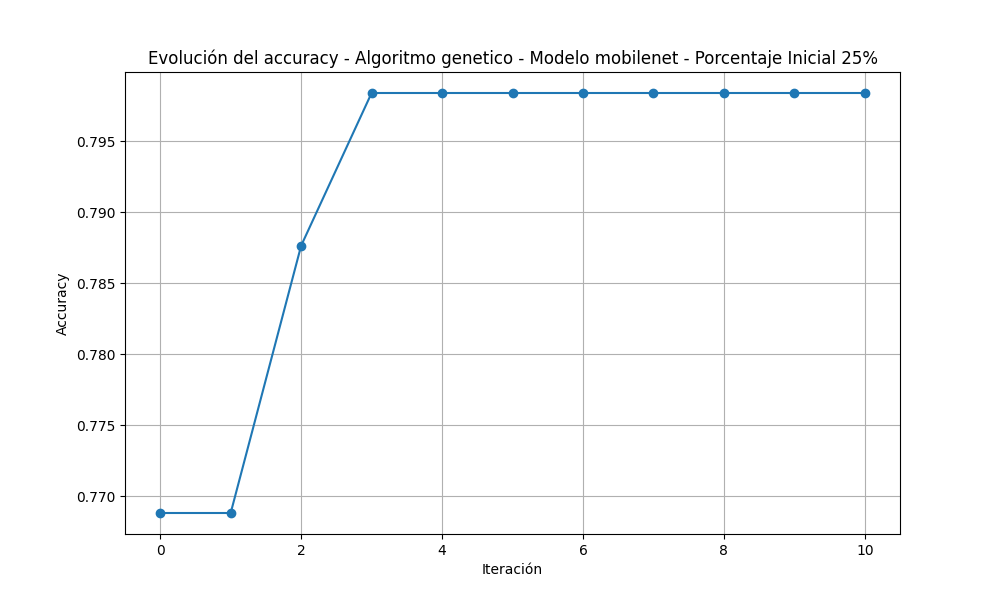 Evolución del accuracy - Algoritmo genetico - Modelo mobilenet - Porcentaje Inicial 25%
Accuracy
0.795
0.790
0.785
0.780
0.775
0.770
0 2 4 6 8 10
Iteración